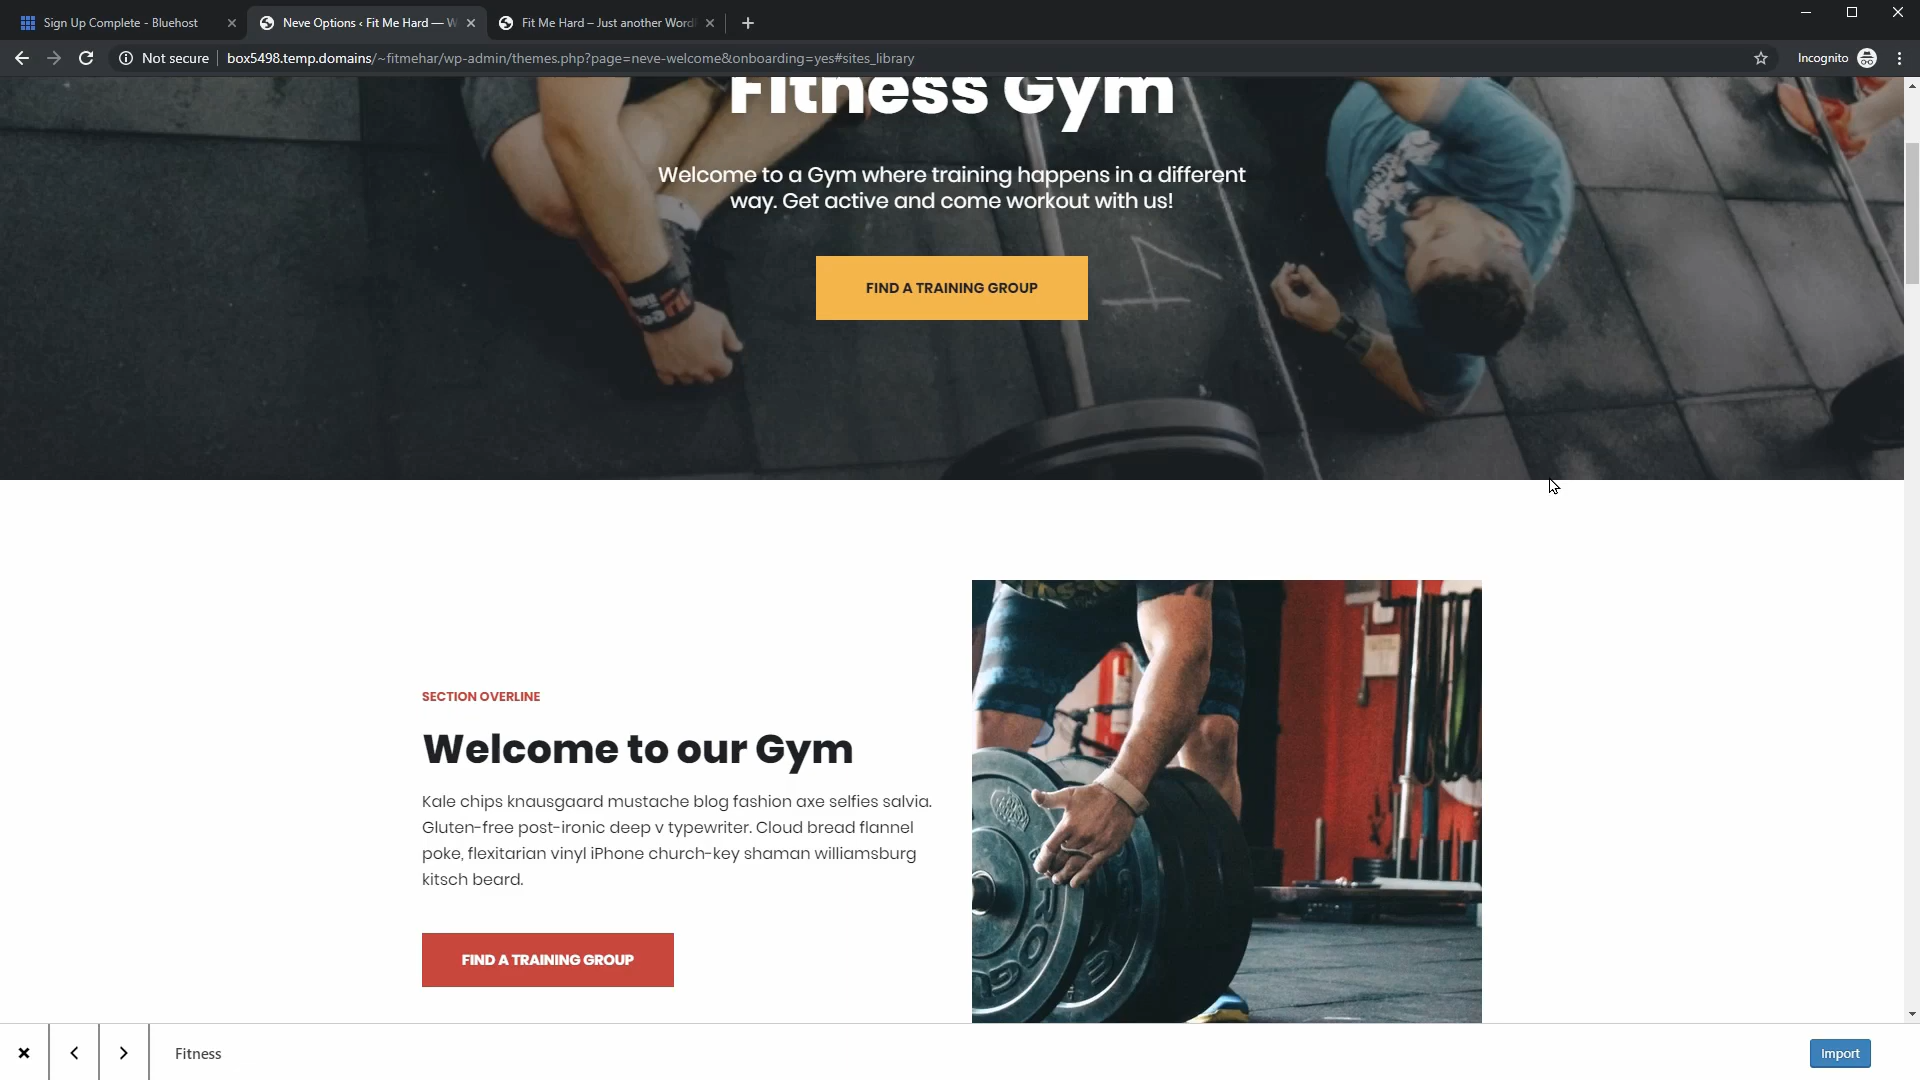 Sign Up Complete - Bluehost
Neve Options ‹ Fit Me Hard — W
Fit Me Hard – Just another Word
Not secure
box5498.temp.domains/~fitmehar/wp-admin/themes.php?page=neve-welcome&onboarding=yes#sites_library
Incognito
Fitness Gym
Welcome to a Gym where training happens in a different
way. Get active and come workout with us!
FIND A TRAINING GROUP
SECTION OVERLINE
Welcome to our Gym
Kale chips knausgaard mustache blog fashion axe selfies salvia.
Gluten-free post-ironic deep v typewriter. Cloud bread flannel
poke, flexitarian vinyl iPhone church-key shaman williamsburg
kitsch beard.
FIND A TRAINING GROUP
Fitness
Import